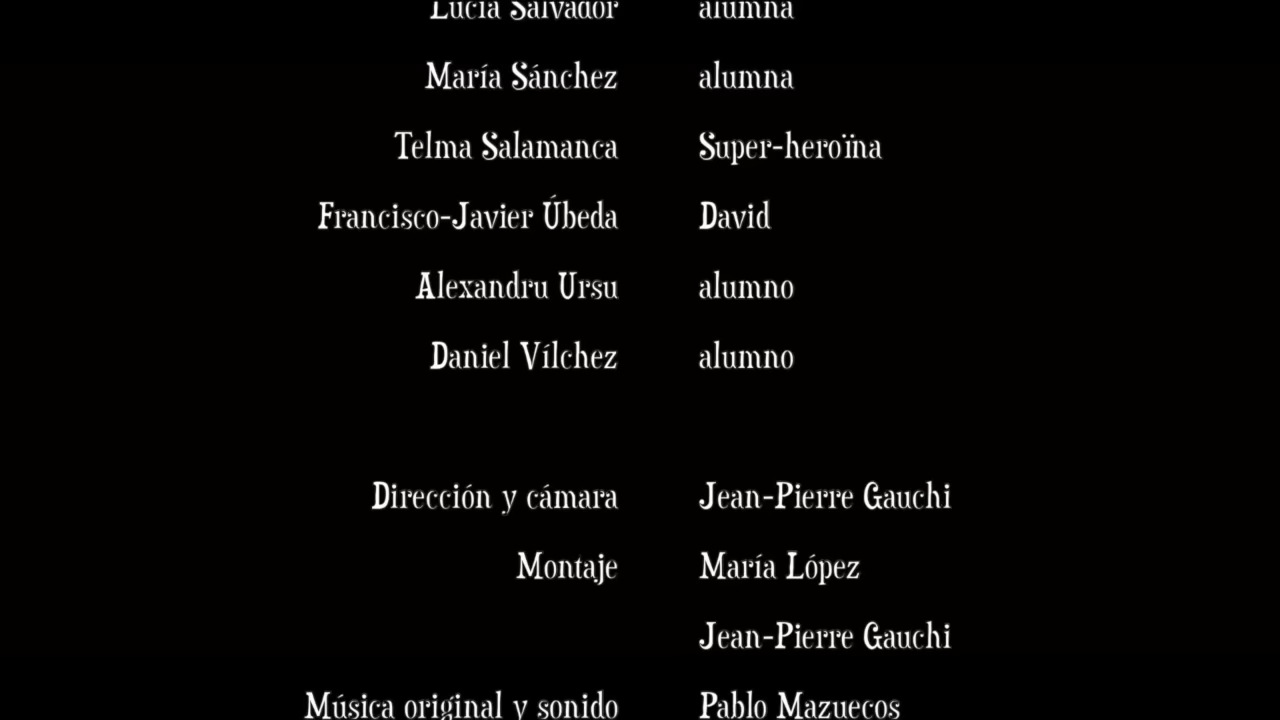 Lucía Salvador alumna
María Sánchez alumna
Telma Salamanca Super-heroïna
Francisco-Javier Úbeda David
Alexandru Ursu alumno
Daniel Vílchez alumno
Dirección y cámara Jean-Pierre Gauchi
Montaje María López
Jean-Pierre Gauchi
Música original y sonido Pablo Mazuecos